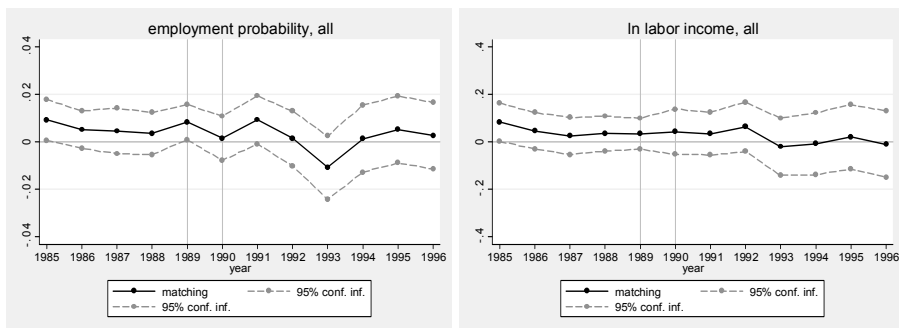 employment probability, all
.04
.02
0
-.02
-.04
1985 1986 1987 1988 1989 1990 1991 1992 1993 1994 1995 1996
year
matching
95% conf. inf.
95% conf. inf.
ln labor income, all
.4
.2
0
-.2
-.4
1985 1986 1987 1988 1989 1990 1991 1992 1993 1994 1995 1996
year
matching
95% conf. inf.
95% conf. inf.